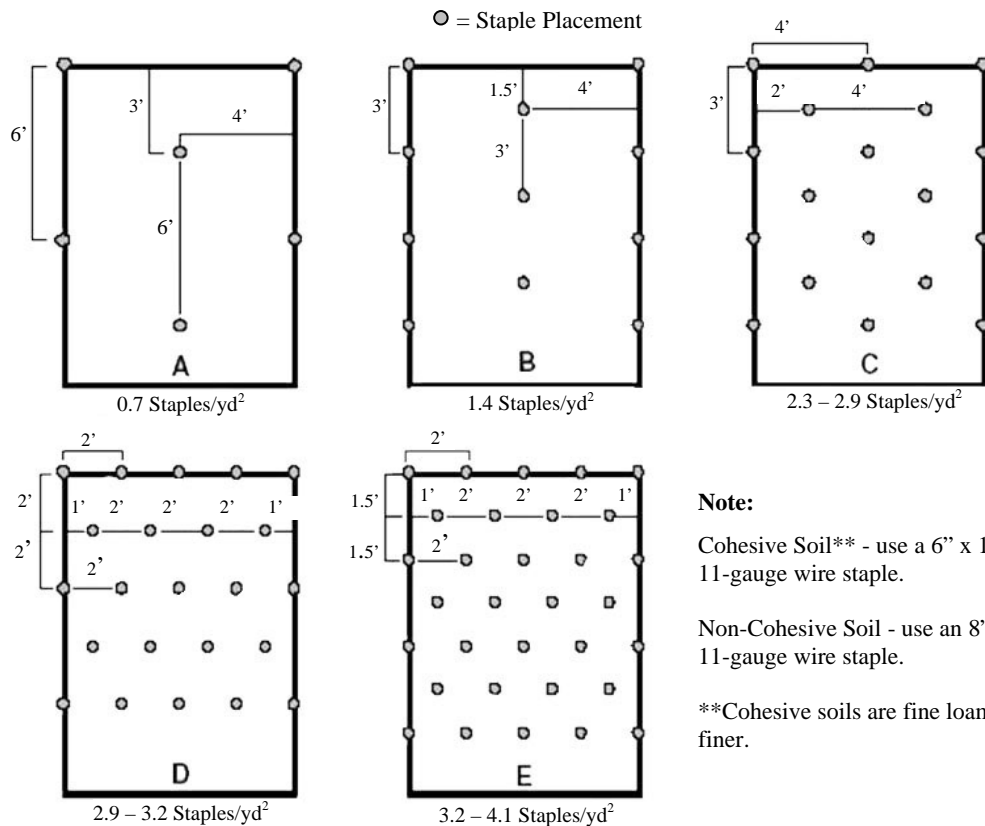 = Staple Placement
6’
3’
4’
6’
A
0.7 Staples/yd²
3’
1.5’
4’
3’
B
1.4 Staples/yd²
4’
3’
2’
4’
C
2.3 – 2.9 Staples/yd²
2’
2’
1’
2’
2’
2’
1’
2’
2’
D
2.9 – 3.2 Staples/yd²
2’
1.5’
1’
2’
2’
2’
1’
1.5’
2’
E
3.2 – 4.1 Staples/yd²
Note:
Cohesive Soil** - use a 6” x 1
11-gauge wire staple.
Non-Cohesive Soil - use an 8’
11-gauge wire staple.
**Cohesive soils are fine loan
finer.